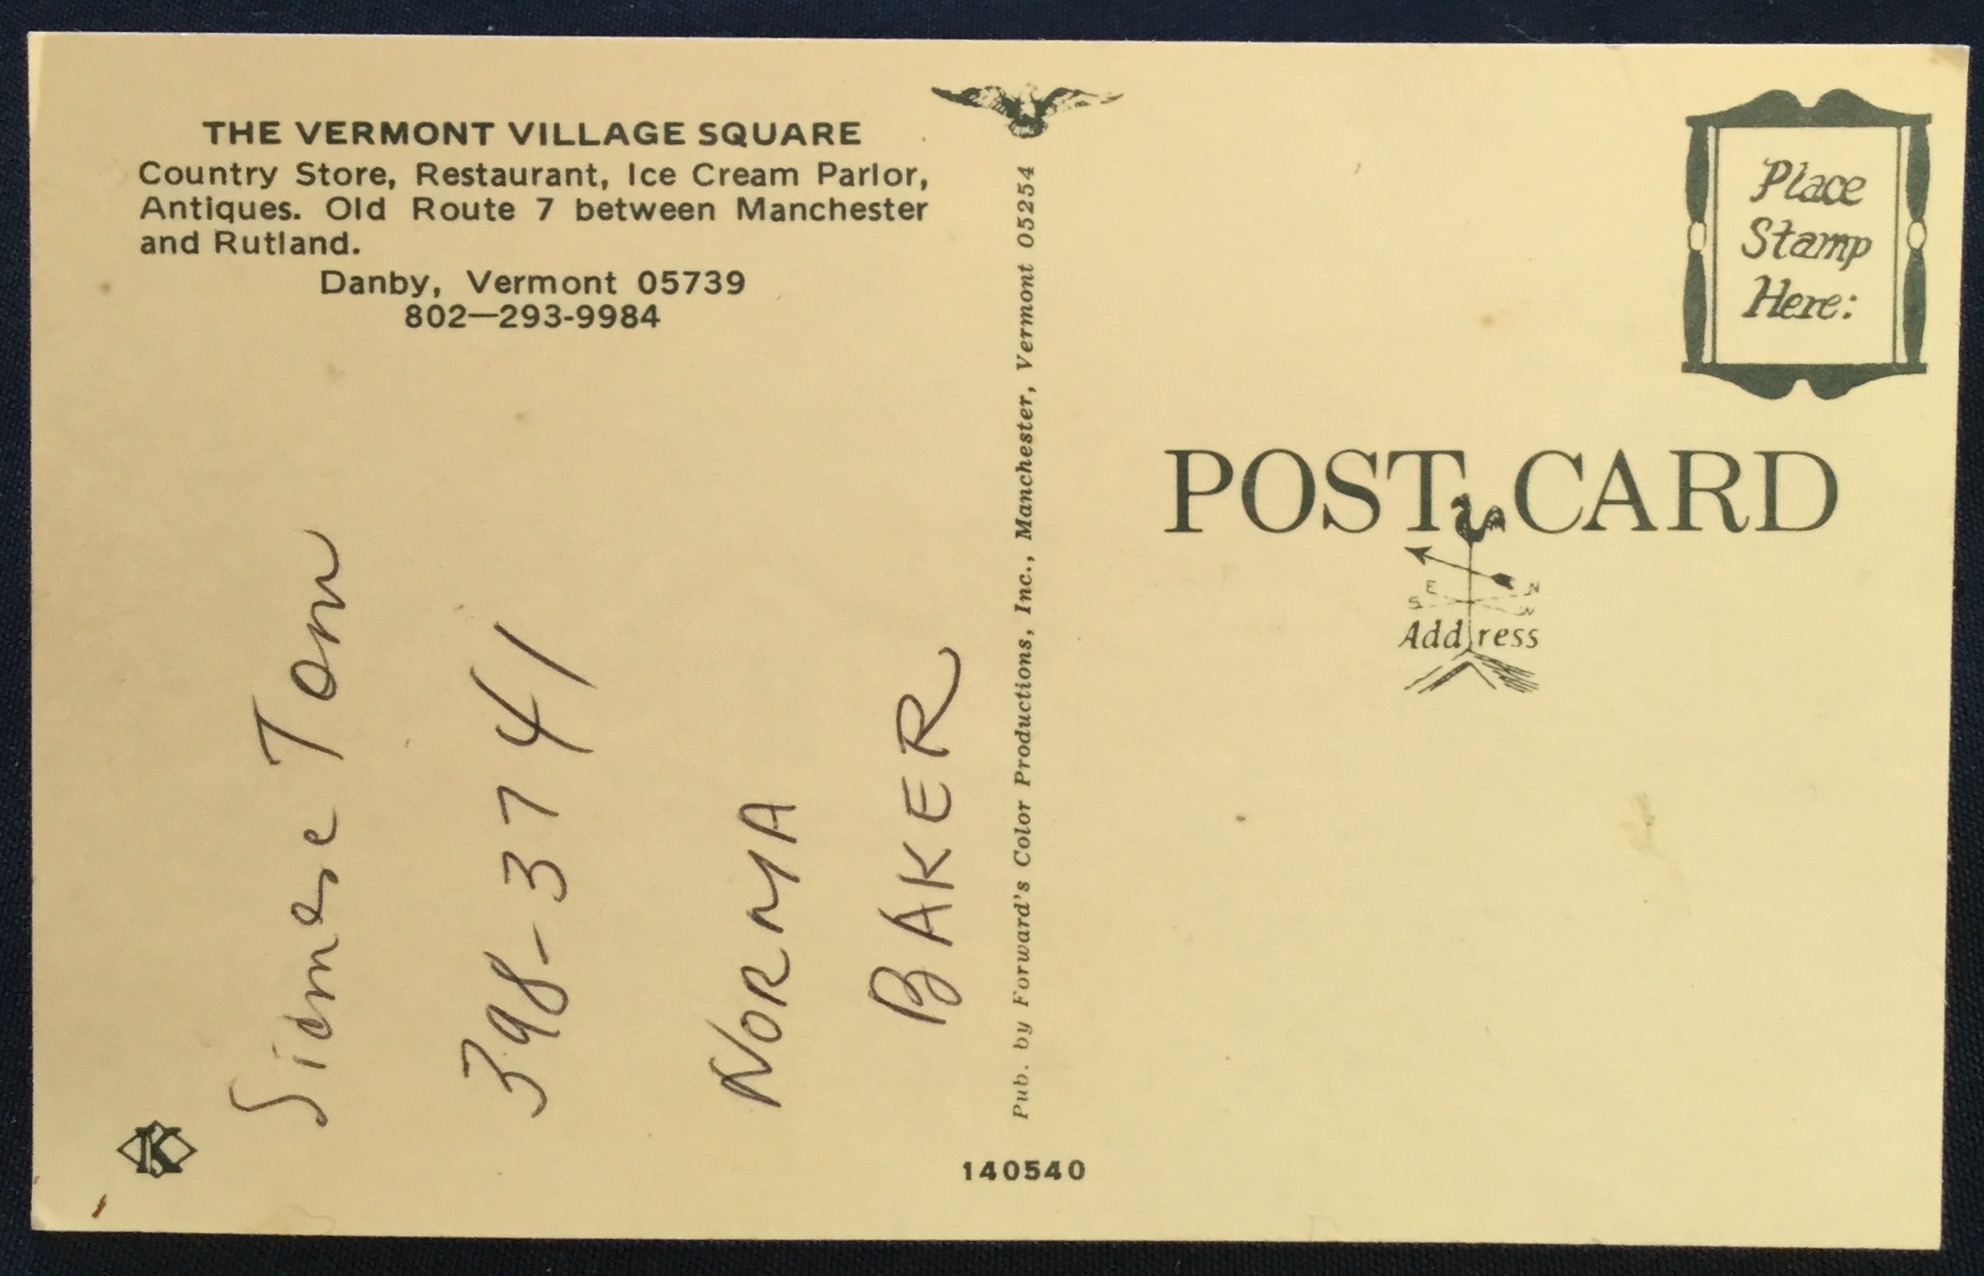 THE VERMONT VILLAGE SQUARE
Country Store, Restaurant, Ice Cream Parlor,
Antiques. Old Route 7 between Manchester
and Rutland.
Danby, Vermont 05739
802—293-9984
Siamese Tom
398-3741
NORMA
BAKER
K
Pub. by Forward's Color Productions, Inc., Manchester, Vermont 05254
140540
Place
Stamp
Here:
POST CARD
E N
S W
Address